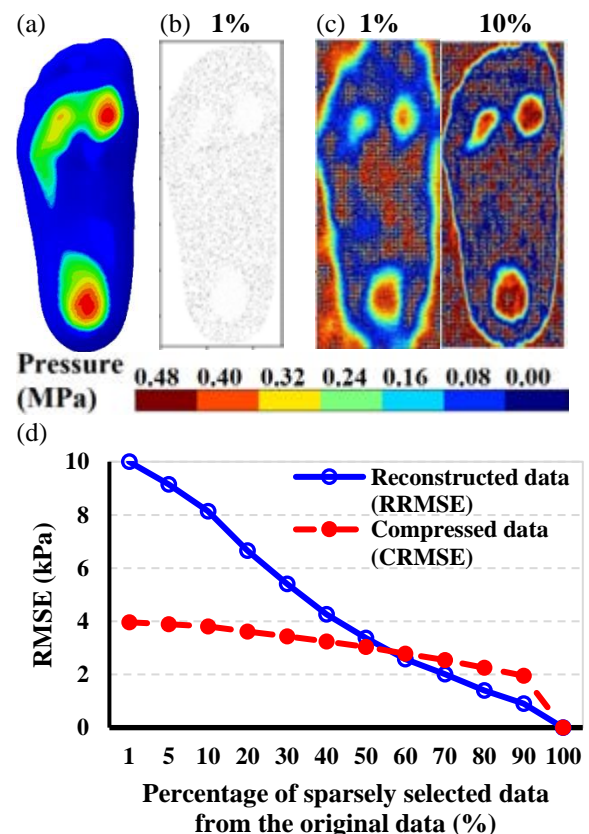 (a)
(b) 1%
(c) 1% 10%
Pressure
(MPa)
0.48 0.40 0.32 0.24 0.16 0.08 0.00
(d)
RMSE (kPa)
10
8
6
4
2
0
Reconstructed data
(RRMSE)
Compressed data
(CRMSE)
1 5 10 20 30 40 50 60 70 80 90 100
Percentage of sparsely selected data
from the original data (%)